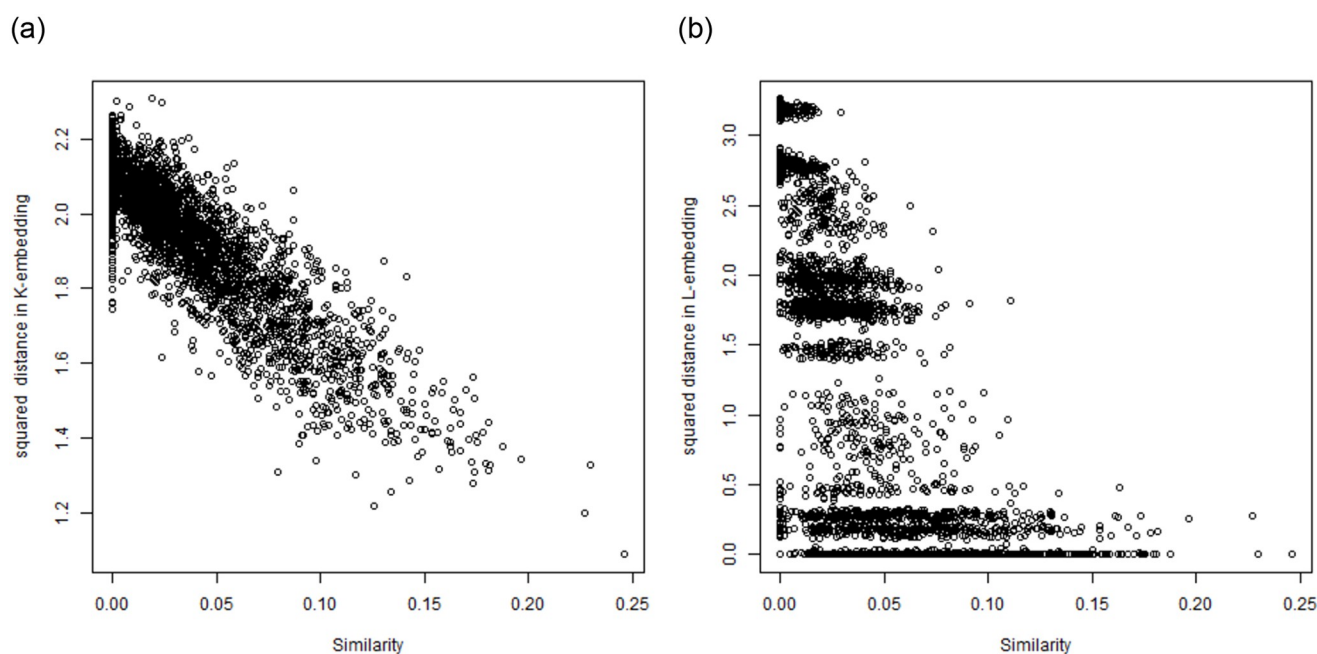 (a)
(b)
squared distance in K-embedding
2.2
2.0
1.8
1.6
1.4
1.2
0.00 0.05 0.10 0.15 0.20 0.25
Similarity
squared distance in L-embedding
3.0
2.5
2.0
1.5
1.0
0.5
0.0
0.00 0.05 0.10 0.15 0.20 0.25
Similarity